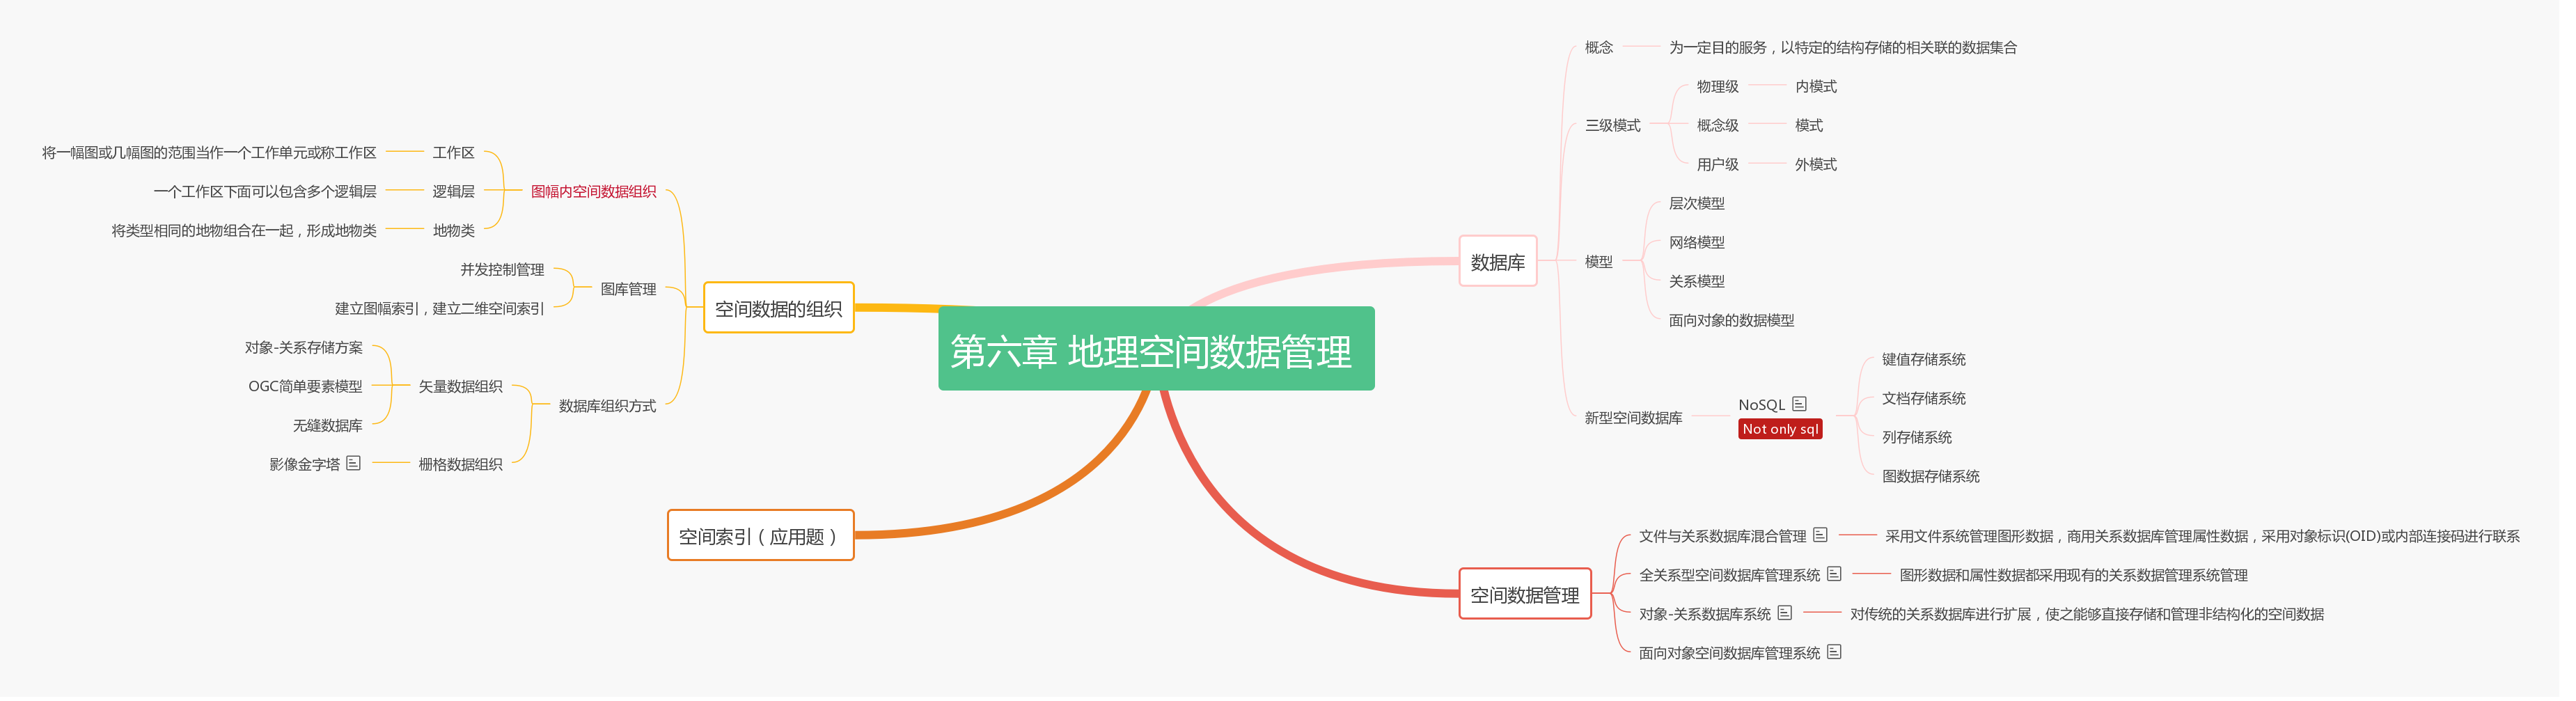 第六章 地理空间数据管理
数据库
概念
为一定目的服务，以特定的结构存储的相关联的数据集合
三级模式
物理级
内模式
概念级
模式
用户级
外模式
模型
层次模型
网络模型
关系模型
面向对象的数据模型
新型空间数据库
NoSQL
Not only sql
键值存储系统
文档存储系统
列存储系统
图数据存储系统
空间数据管理
文件与关系数据库混合管理
采用文件系统管理图形数据，商用关系数据库管理属性数据，采用对象标识(OID)或内部连接码进行联系
全关系型空间数据库管理系统
图形数据和属性数据都采用现有的关系数据管理系统管理
对象-关系数据库系统
对传统的关系数据库进行扩展，使之能够直接存储和管理非结构化的空间数据
面向对象空间数据库管理系统
空间数据的组织
图幅内空间数据组织
工作区
将一幅图或几幅图的范围当作一个工作单元或称工作区
逻辑层
一个工作区下面可以包含多个逻辑层
地物类
将类型相同的地物组合在一起，形成地物类
图库管理
并发控制管理
建立图幅索引，建立二维空间索引
数据库组织方式
矢量数据组织
对象-关系存储方案
OGC简单要素模型
无缝数据库
栅格数据组织
影像金字塔
空间索引（应用题）